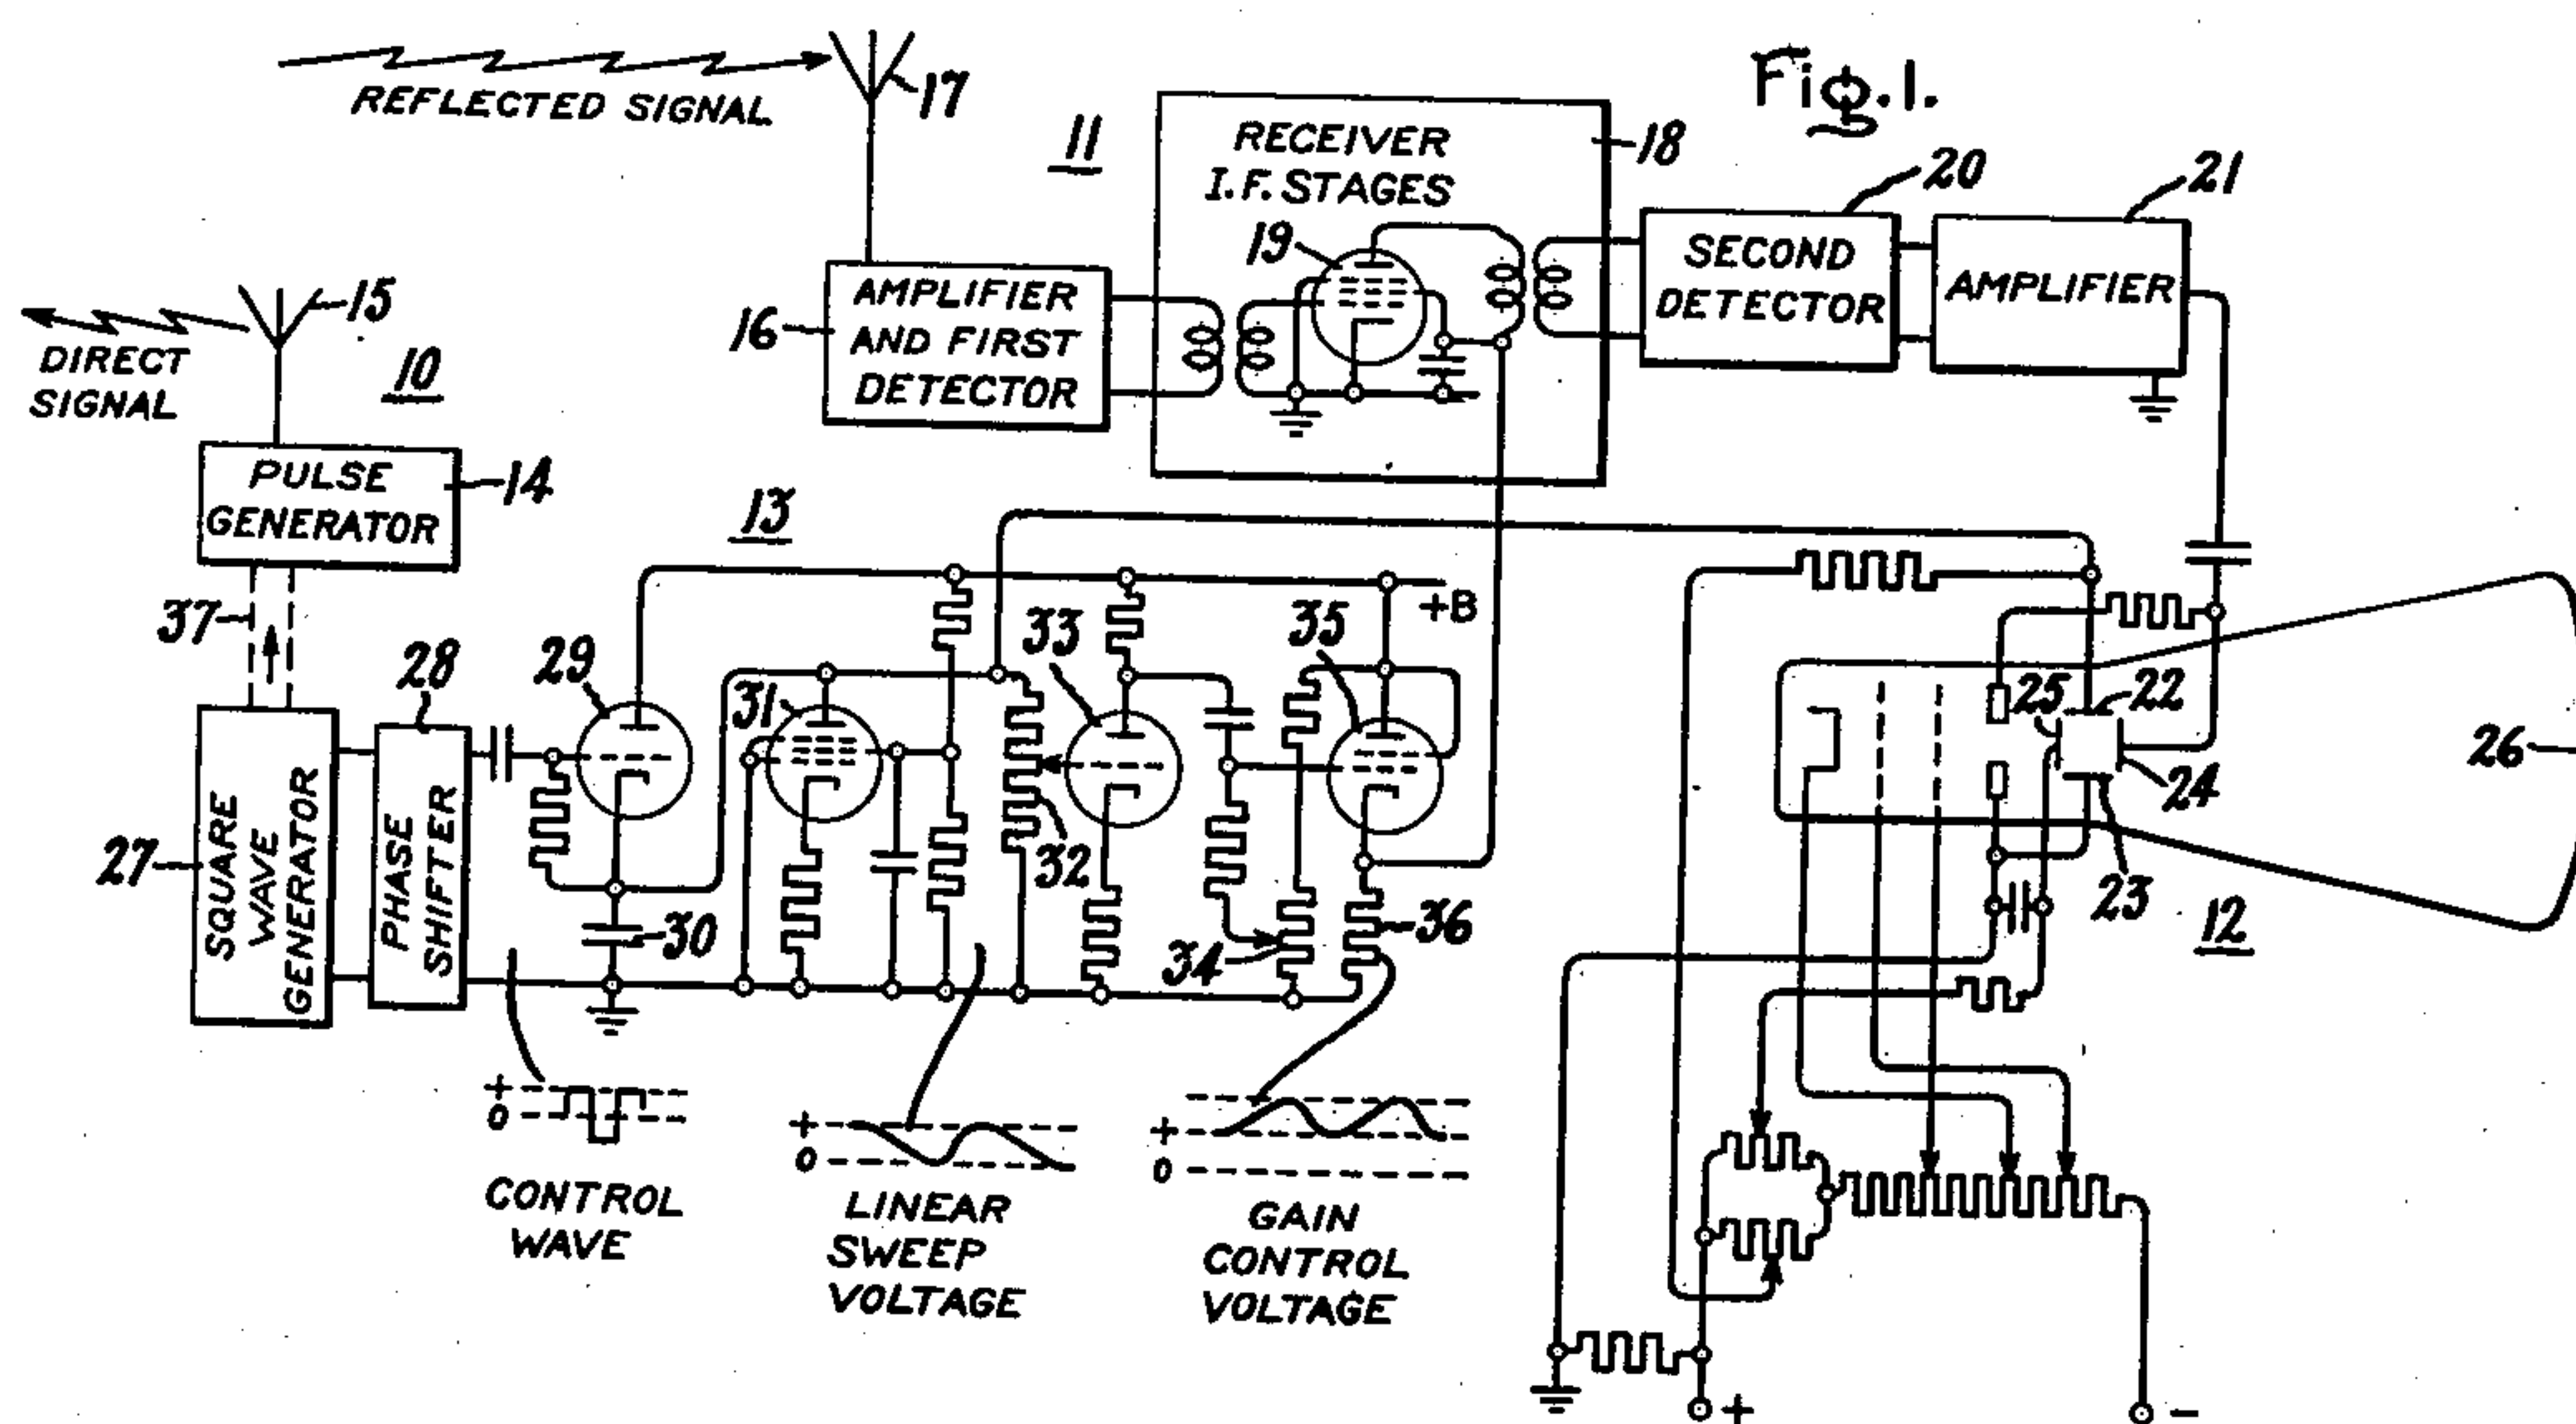 Fig. 1.
REFLECTED SIGNAL
17
11
RECEIVER
I.F. STAGES
18
19
20
21
SECOND
DETECTOR
AMPLIFIER
15
DIRECT
SIGNAL
10
16
AMPLIFIER
AND FIRST
DETECTOR
PULSE
GENERATOR
14
13
37
+B
28
29
31
33
35
25
22
26
24
27
SQUARE
WAVE
GENERATOR
PHASE
SHIFTER
30
32
34
36
23
12
+
0
CONTROL
WAVE
+
0
LINEAR
SWEEP
VOLTAGE
+
0
GAIN
CONTROL
VOLTAGE
+
-